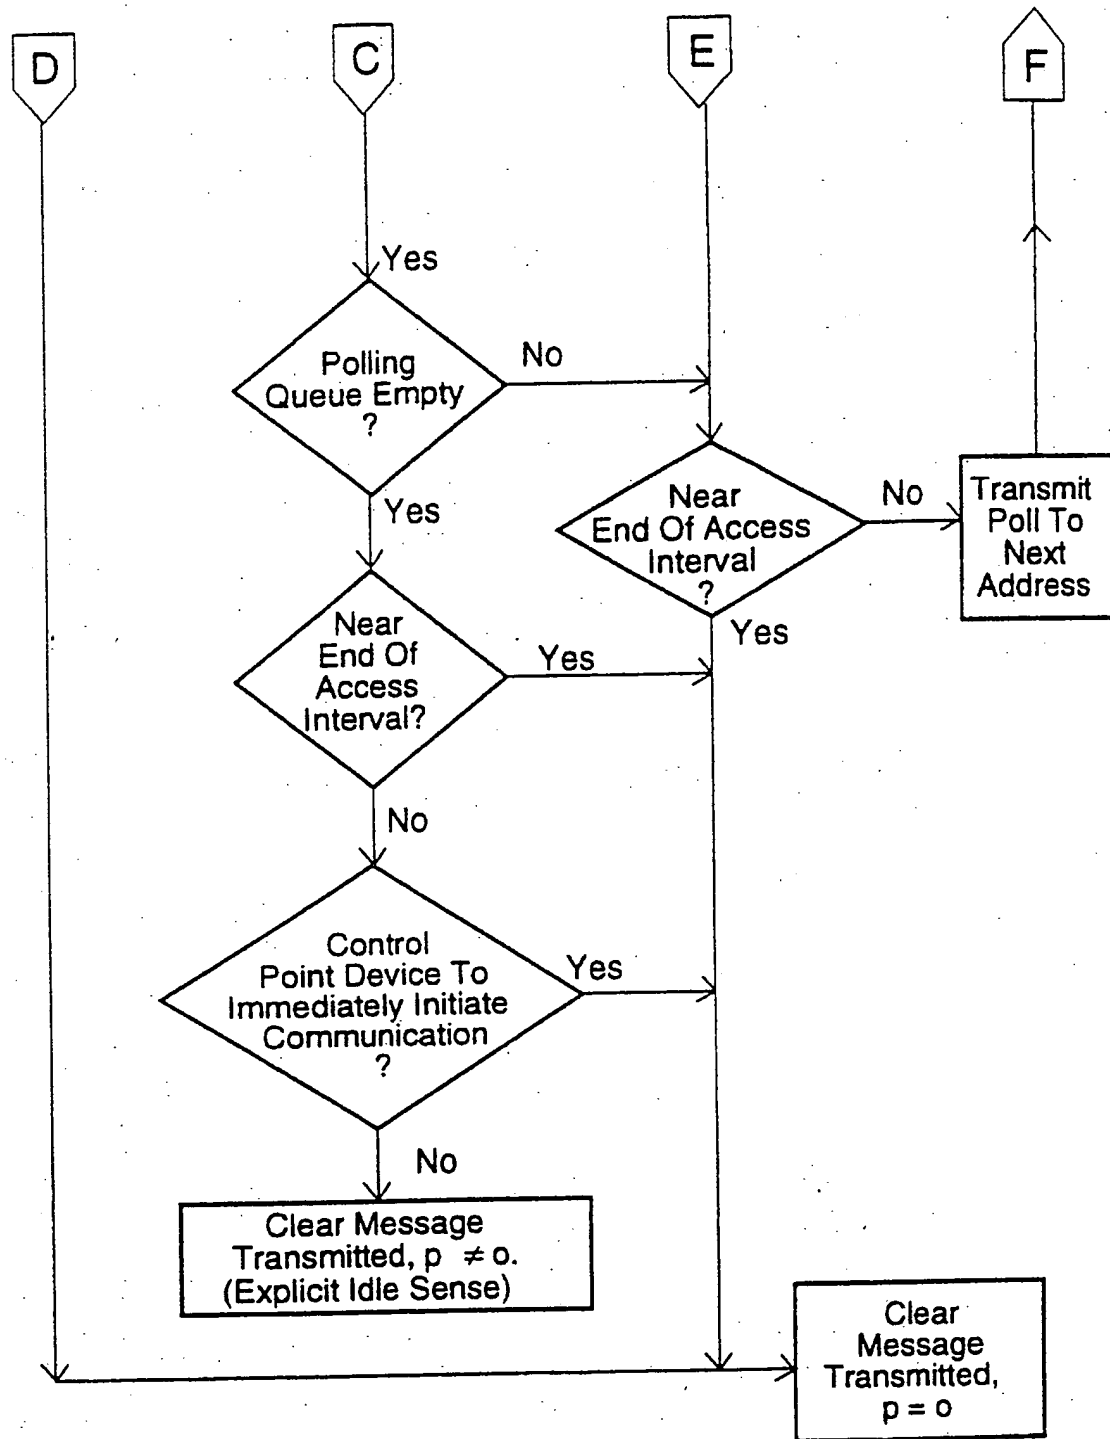 D
C
E
F
Yes
Polling
Queue Empty
?
No
Yes
Near
End Of Access
Interval
?
No
Transmit
Poll To
Next
Address
Yes
Near
End Of
Access
Interval?
Yes
No
Control
Point Device To
Immediately Initiate
Communication
?
Yes
No
Clear Message
Transmitted, p ≠ o.
(Explicit Idle Sense)
Clear
Message
Transmitted,
p = o